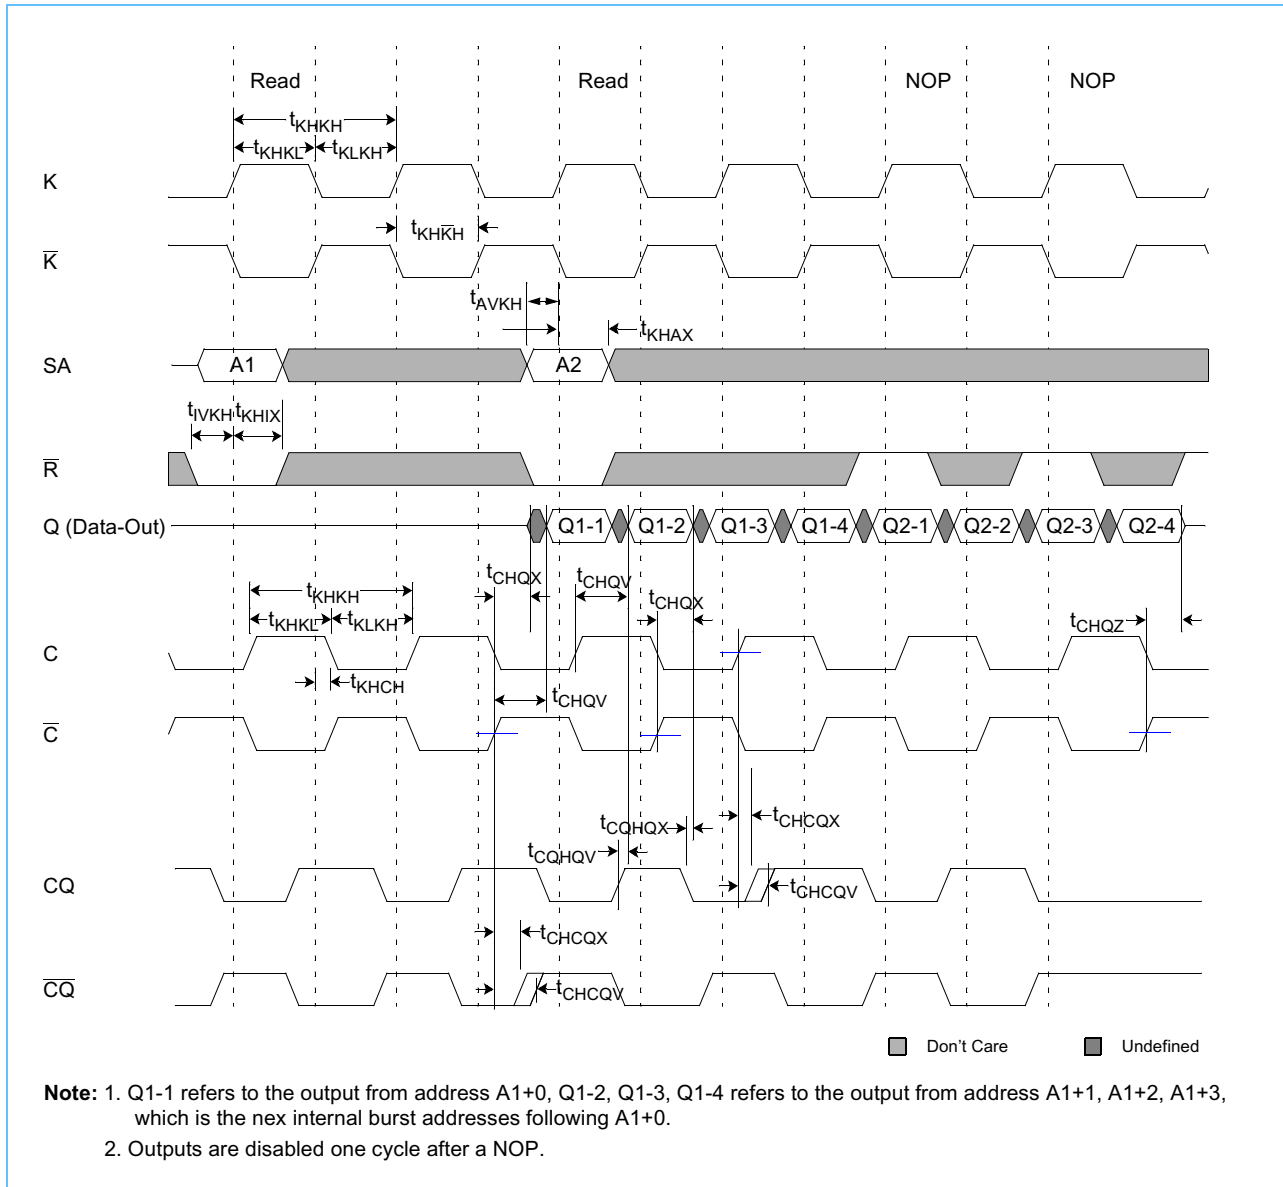 Read Read NOP NOP
tKHKH
tKHKL tKLKH
K
tKHK̅H
K̅
tAVKH
tKHAX
SA A1 A2
tIVKH tKHIX
R̅
Q (Data-Out) Q1-1 Q1-2 Q1-3 Q1-4 Q2-1 Q2-2 Q2-3 Q2-4
tCHQX tCHQV
tKHKH tCHQX
tKHKL tKLKH tCHQZ
C
tKHCH
tCHQV
C̅
tCHCQX
tCQHQX
tCQHQV
CQ tCHCQV
tCHCQX
C̅Q̅ tCHCQV
Don't Care Undefined
Note: 1. Q1-1 refers to the output from address A1+0, Q1-2, Q1-3, Q1-4 refers to the output from address A1+1, A1+2, A1+3,
which is the nex internal burst addresses following A1+0.
2. Outputs are disabled one cycle after a NOP.